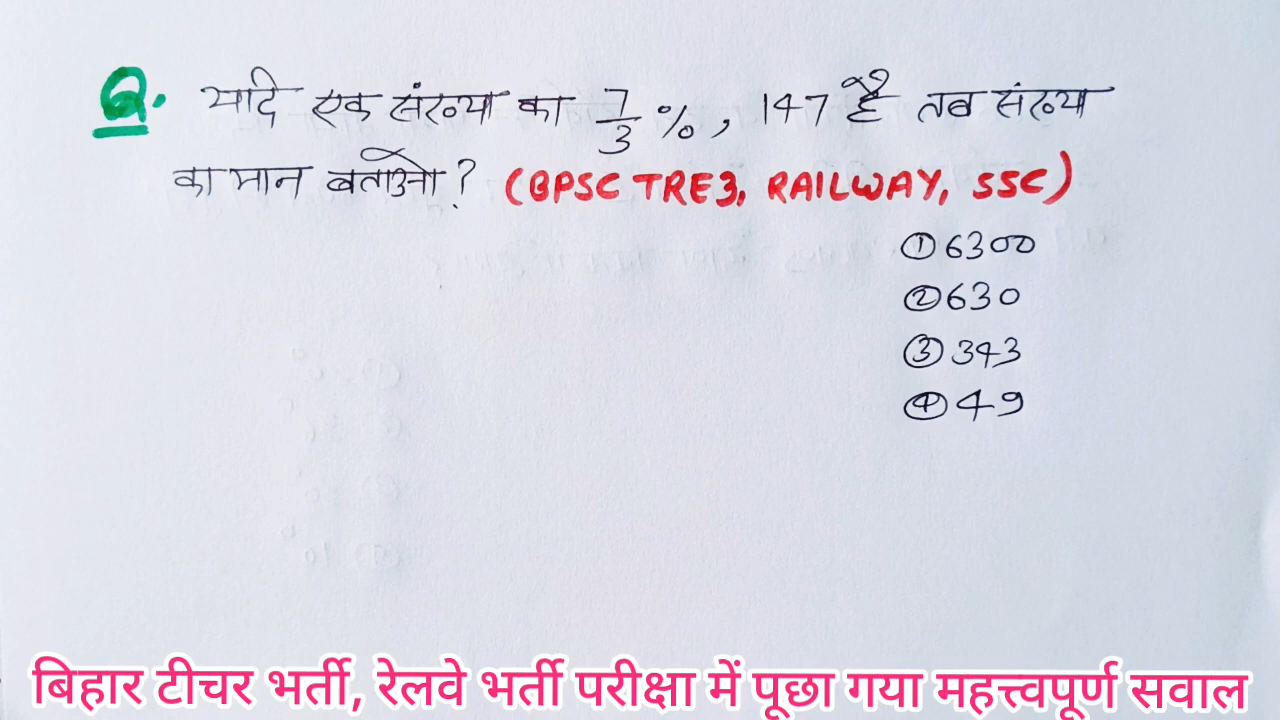 Q. यदि एक संख्या का 7/3 %, 147 है तब संख्या
का मान बताओ? (BPSC TRE3, RAILWAY, SSC)
① 6300
② 630
③ 343
④ 49
बिहार टीचर भर्ती, रेलवे भर्ती परीक्षा में पूछा गया महत्त्वपूर्ण सवाल